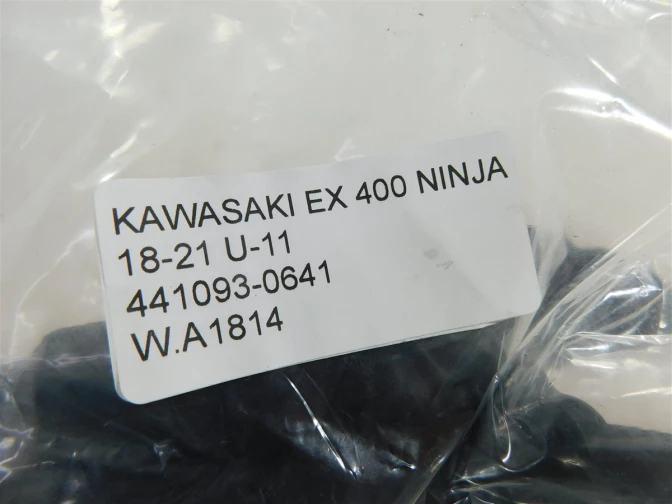 KAWASAKI EX 400 NINJA
18-21 U-11
441093-0641
W.A1814